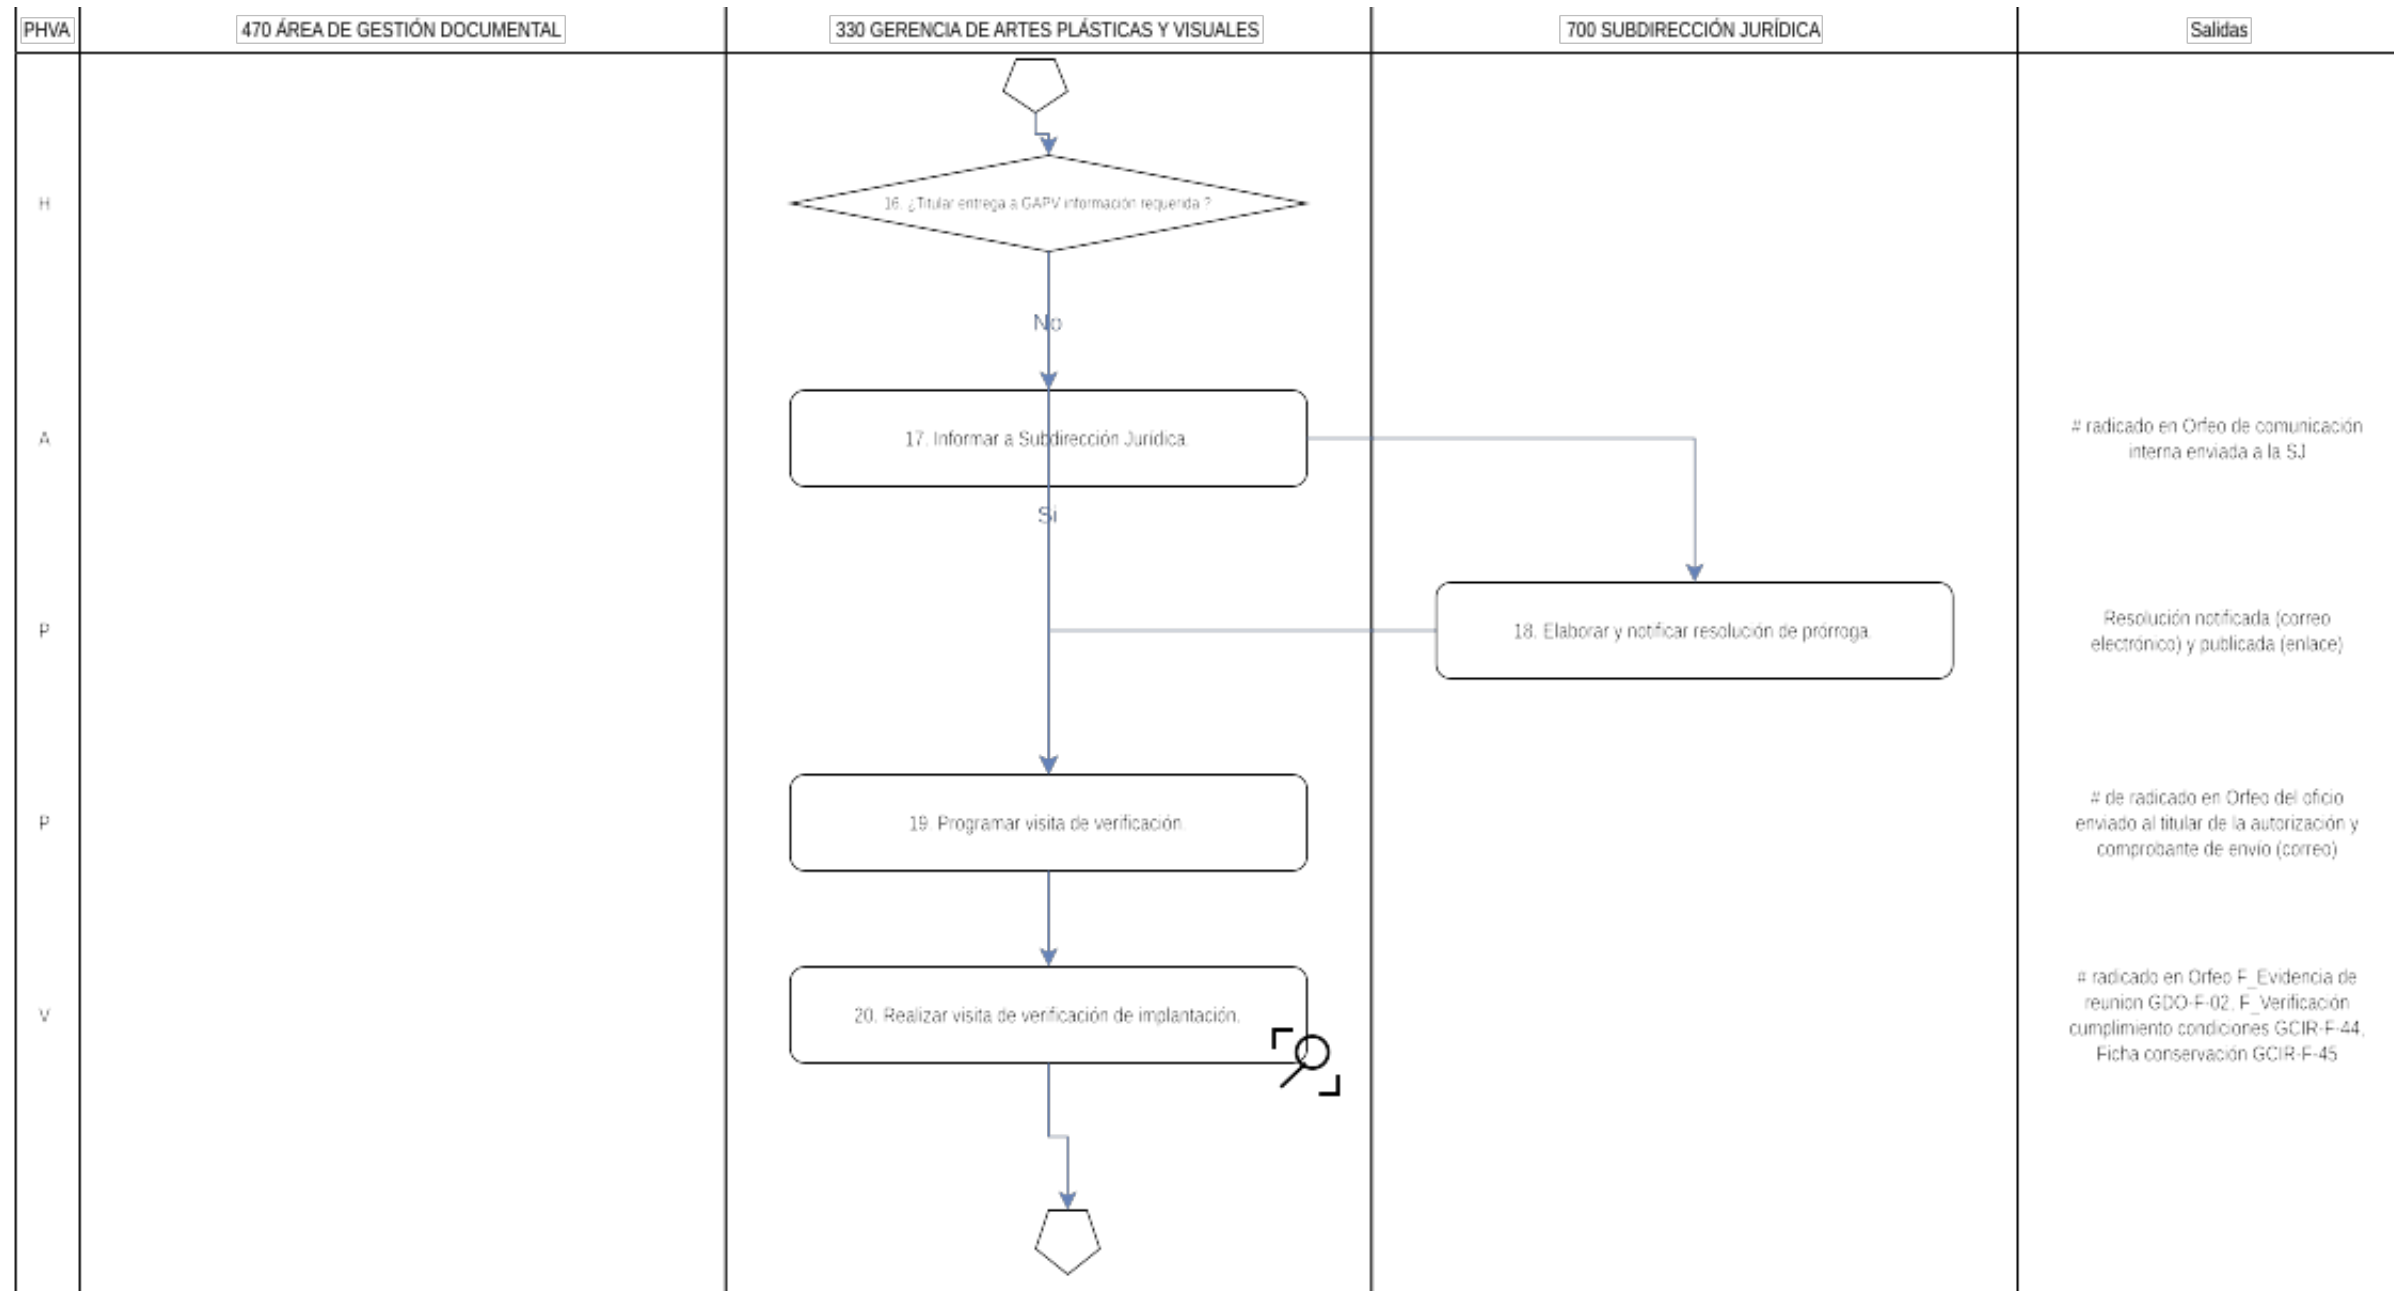 PHVA
470 ÁREA DE GESTIÓN DOCUMENTAL
330 GERENCIA DE ARTES PLÁSTICAS Y VISUALES
700 SUBDIRECCIÓN JURÍDICA
Salidas
H
16. ¿Titular entrega a GAPV información requerida ?
No
A
17. Informar a Subdirección Jurídica
# radicado en Orfeo de comunicación
interna enviada a la SJ
Si
P
18. Elaborar y notificar resolución de prórroga
Resolución notificada (correo
electrónico) y publicada (enlace)
P
19. Programar visita de verificación.
# de radicado en Orfeo del oficio
enviado al titular de la autorización y
comprobante de envío (correo)
V
20. Realizar visita de verificación de implantación.
# radicado en Orfeo F_Evidencia de
reunion GDO-F-02, F_Verificación
cumplimiento condiciones GCIR-F-44,
Ficha conservación GCIR-F-45